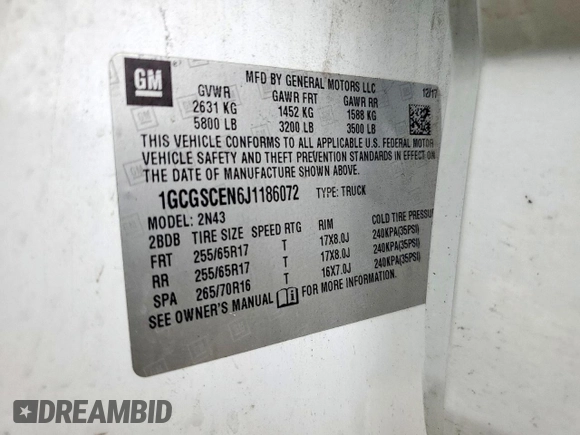 GM
MFD BY GENERAL MOTORS LLC
12/17
GVWR GAWR FRT GAWR RR
2631 KG 1452 KG 1588 KG
5800 LB 3200 LB 3500 LB
THIS VEHICLE CONFORMS TO ALL APPLICABLE U.S. FEDERAL MOTOR
VEHICLE SAFETY AND THEFT PREVENTION STANDARDS IN EFFECT
THE DATE OF MANUFACTURE SHOWN ABOVE.
1GCGSCEN6J1186072 TYPE: TRUCK
MODEL: 2N43
2BDB TIRE SIZE SPEED RTG RIM COLD TIRE PRESSU
FRT 255/65R17 T 17X8.0J 240KPA(35PSI)
RR 255/65R17 T 17X8.0J 240KPA(35PSI)
SPA 265/70R16 T 16X7.0J 240KPA(35PSI)
SEE OWNER'S MANUAL FOR MORE INFORMATION.
DREAMBID